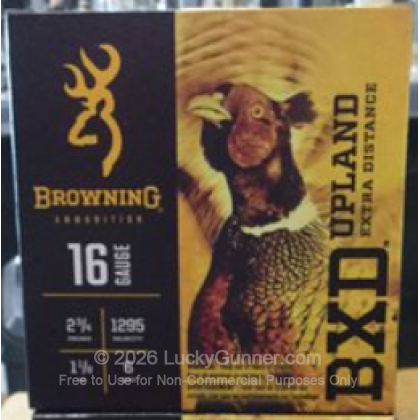 BROWNING
AMMUNITION
16 GAUGE
2¾ 1295
INCHES VELOCITY
1⅛ 6
BXD UPLAND
EXTRA DISTANCE
© 2026 LuckyGunner.com
Free to Use for Non-Commercial Purposes Only